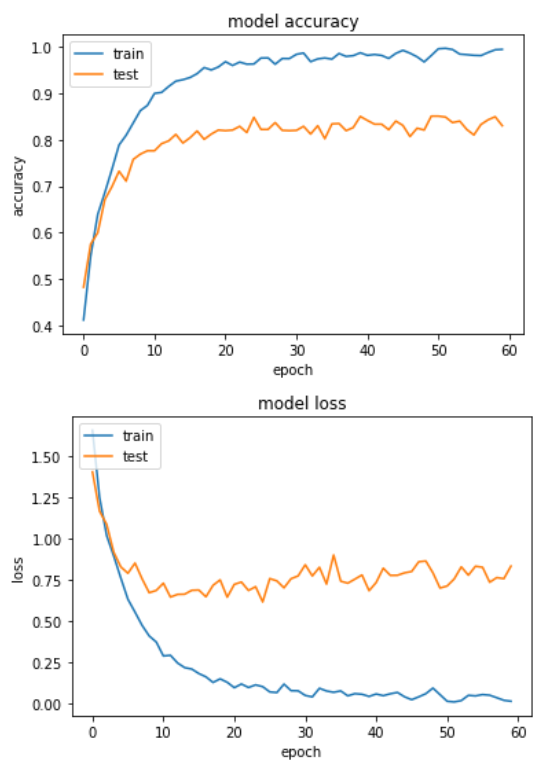 model accuracy
train
test
1.0
0.9
0.8
0.7
0.6
0.5
0.4
accuracy
0 10 20 30 40 50 60
epoch
model loss
train
test
1.50
1.25
1.00
0.75
0.50
0.25
0.00
loss
0 10 20 30 40 50 60
epoch